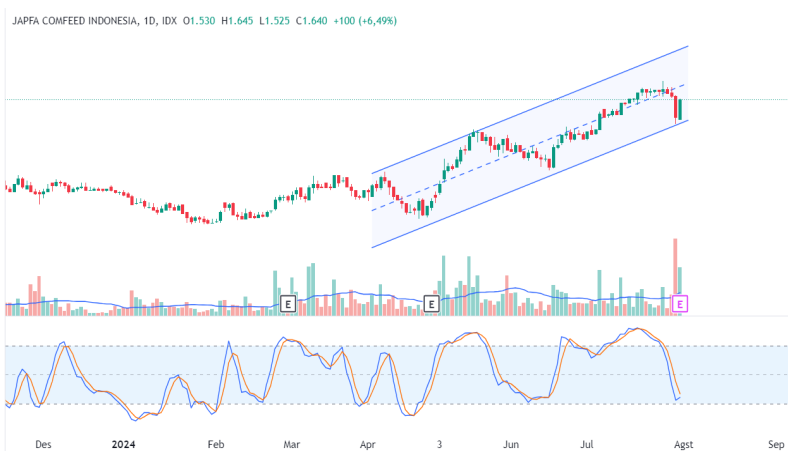 JAPFA COMFEED INDONESIA, 1D, IDX O1.530 H1.645 L1.525 C1.640 +100 (+6,49%)
E E E
Des 2024 Feb Mar Apr 3 Jun Jul Agst Sep